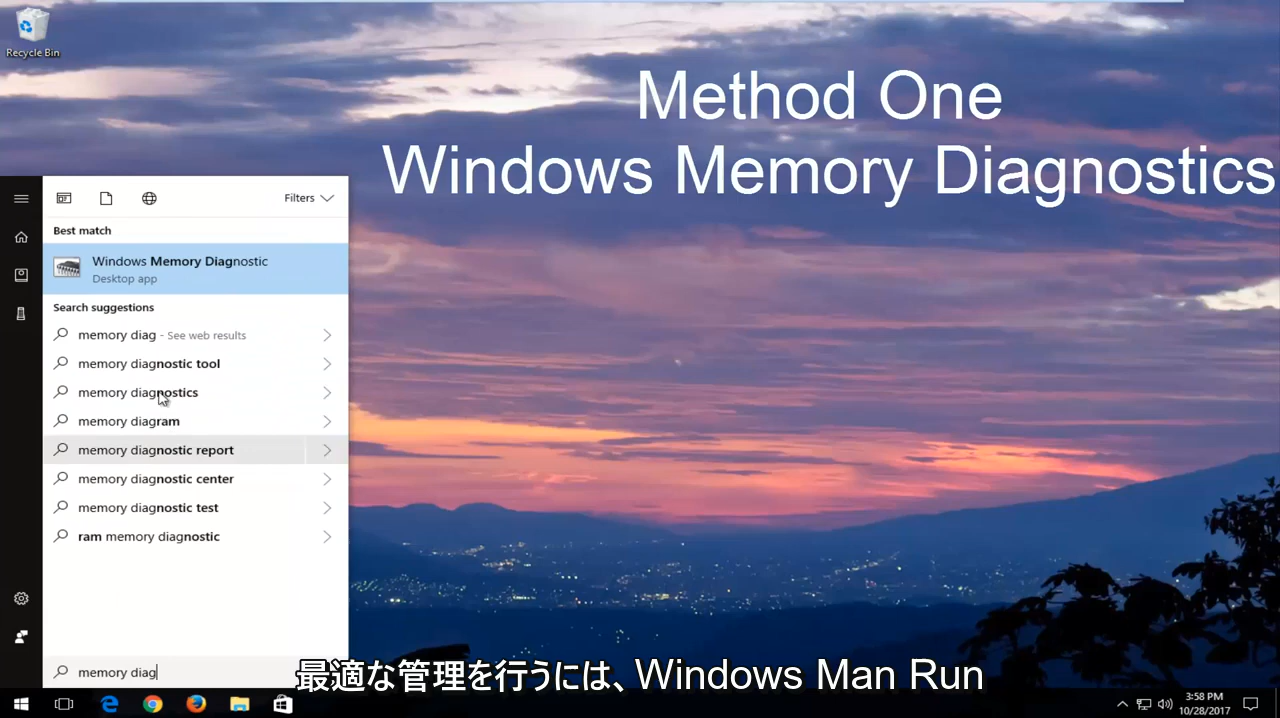 Recycle Bin
Method One
Windows Memory Diagnostics
Filters
Best match
Windows Memory Diagnostic
Desktop app
Search suggestions
memory diag - See web results
memory diagnostic tool
memory diagnostics
memory diagram
memory diagnostic report
memory diagnostic center
memory diagnostic test
ram memory diagnostic
memory diag
最適な管理を行うには、Windows Man Run
3:58 PM
10/28/2017